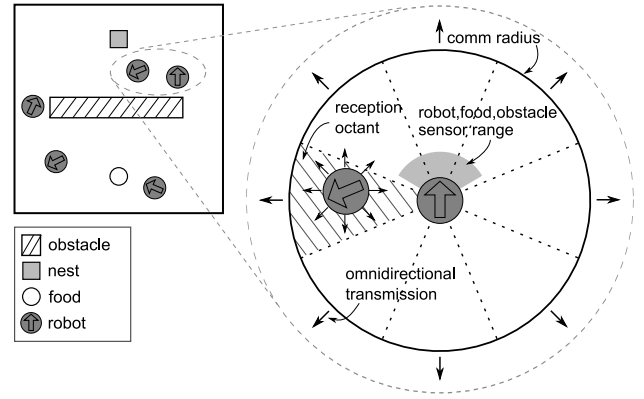 comm radius
robot,food,obstacle
sensor range
reception
octant
omnidirectional
transmission
obstacle
nest
food
robot